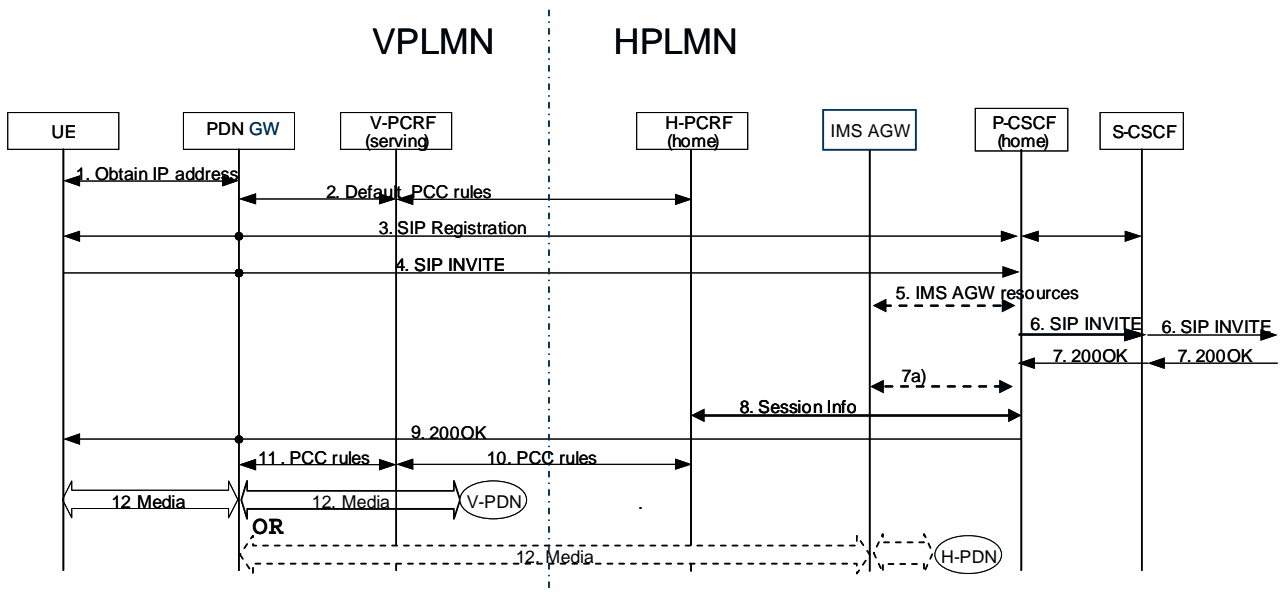 VPLMN HPLMN
UE
PDN GW
V-PCRF
(serving)
H-PCRF
(home)
IMS AGW
P-CSCF
(home)
S-CSCF
1. Obtain IP address
2. Default PCC rules
3. SIP Registration
4. SIP INVITE
5. IMS AGW resources
6. SIP INVITE
6. SIP INVITE
7. 200OK
7. 200OK
7a)
8. Session Info
9. 200OK
11. PCC rules
10. PCC rules
12 Media
12. Media
V-PDN
OR
12. Media
H-PDN